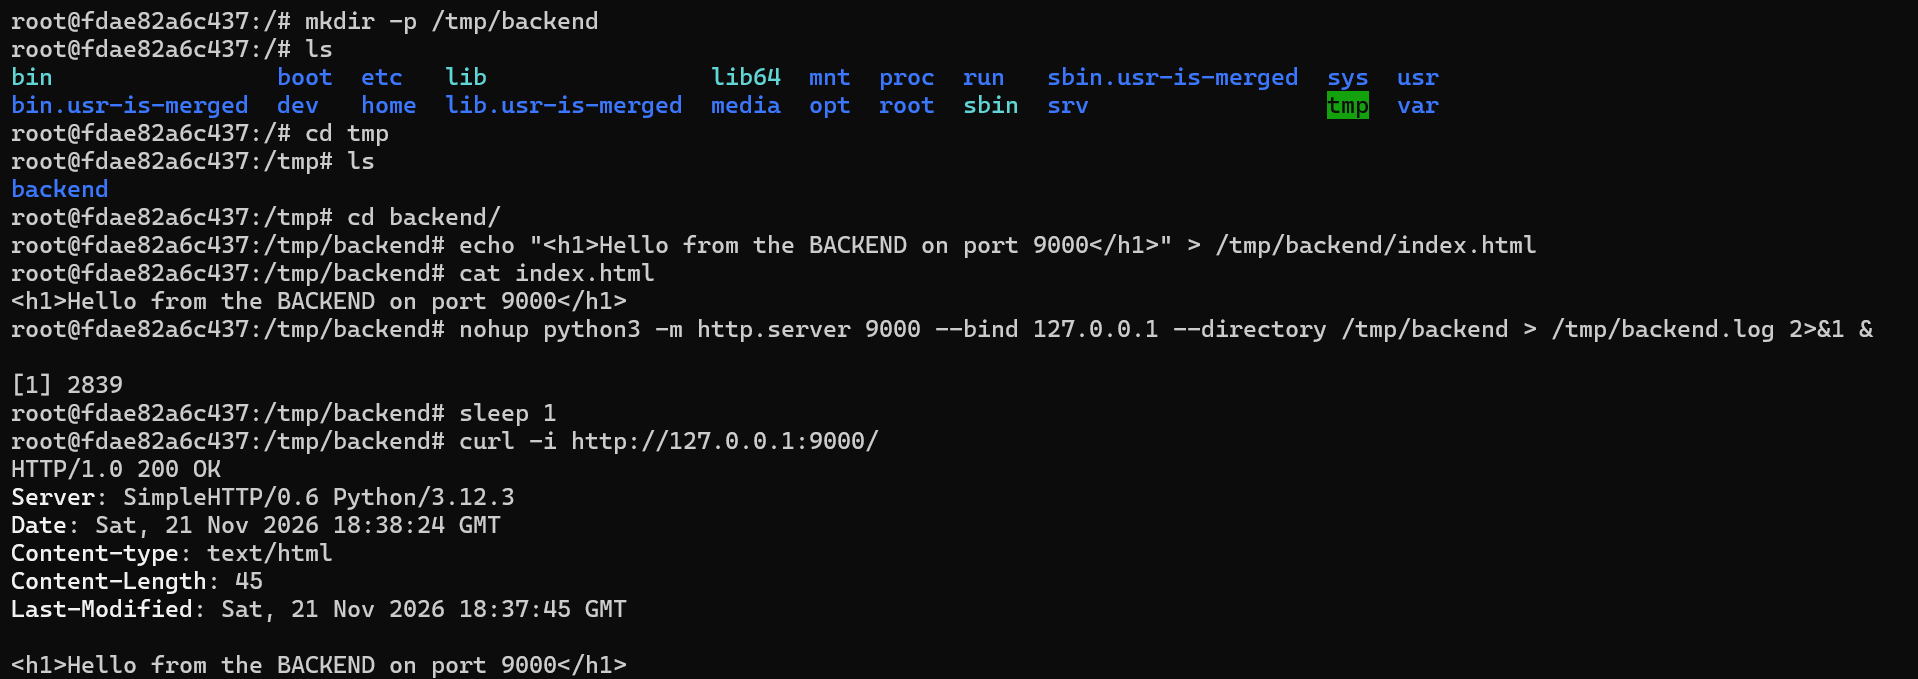 root@fdae82a6c437:/# mkdir -p /tmp/backend
root@fdae82a6c437:/# ls
bin                boot  etc   lib                lib64  mnt  proc  run   sbin.usr-is-merged  sys  usr
bin.usr-is-merged  dev   home  lib.usr-is-merged  media  opt  root  sbin  srv                 tmp  var
root@fdae82a6c437:/# cd tmp
root@fdae82a6c437:/tmp# ls
backend
root@fdae82a6c437:/tmp# cd backend/
root@fdae82a6c437:/tmp/backend# echo "<h1>Hello from the BACKEND on port 9000</h1>" > /tmp/backend/index.html
root@fdae82a6c437:/tmp/backend# cat index.html
<h1>Hello from the BACKEND on port 9000</h1>
root@fdae82a6c437:/tmp/backend# nohup python3 -m http.server 9000 --bind 127.0.0.1 --directory /tmp/backend > /tmp/backend.log 2>&1 &
[1] 2839
root@fdae82a6c437:/tmp/backend# sleep 1
root@fdae82a6c437:/tmp/backend# curl -i http://127.0.0.1:9000/
HTTP/1.0 200 OK
Server: SimpleHTTP/0.6 Python/3.12.3
Date: Sat, 21 Nov 2026 18:38:24 GMT
Content-type: text/html
Content-Length: 45
Last-Modified: Sat, 21 Nov 2026 18:37:45 GMT
<h1>Hello from the BACKEND on port 9000</h1>